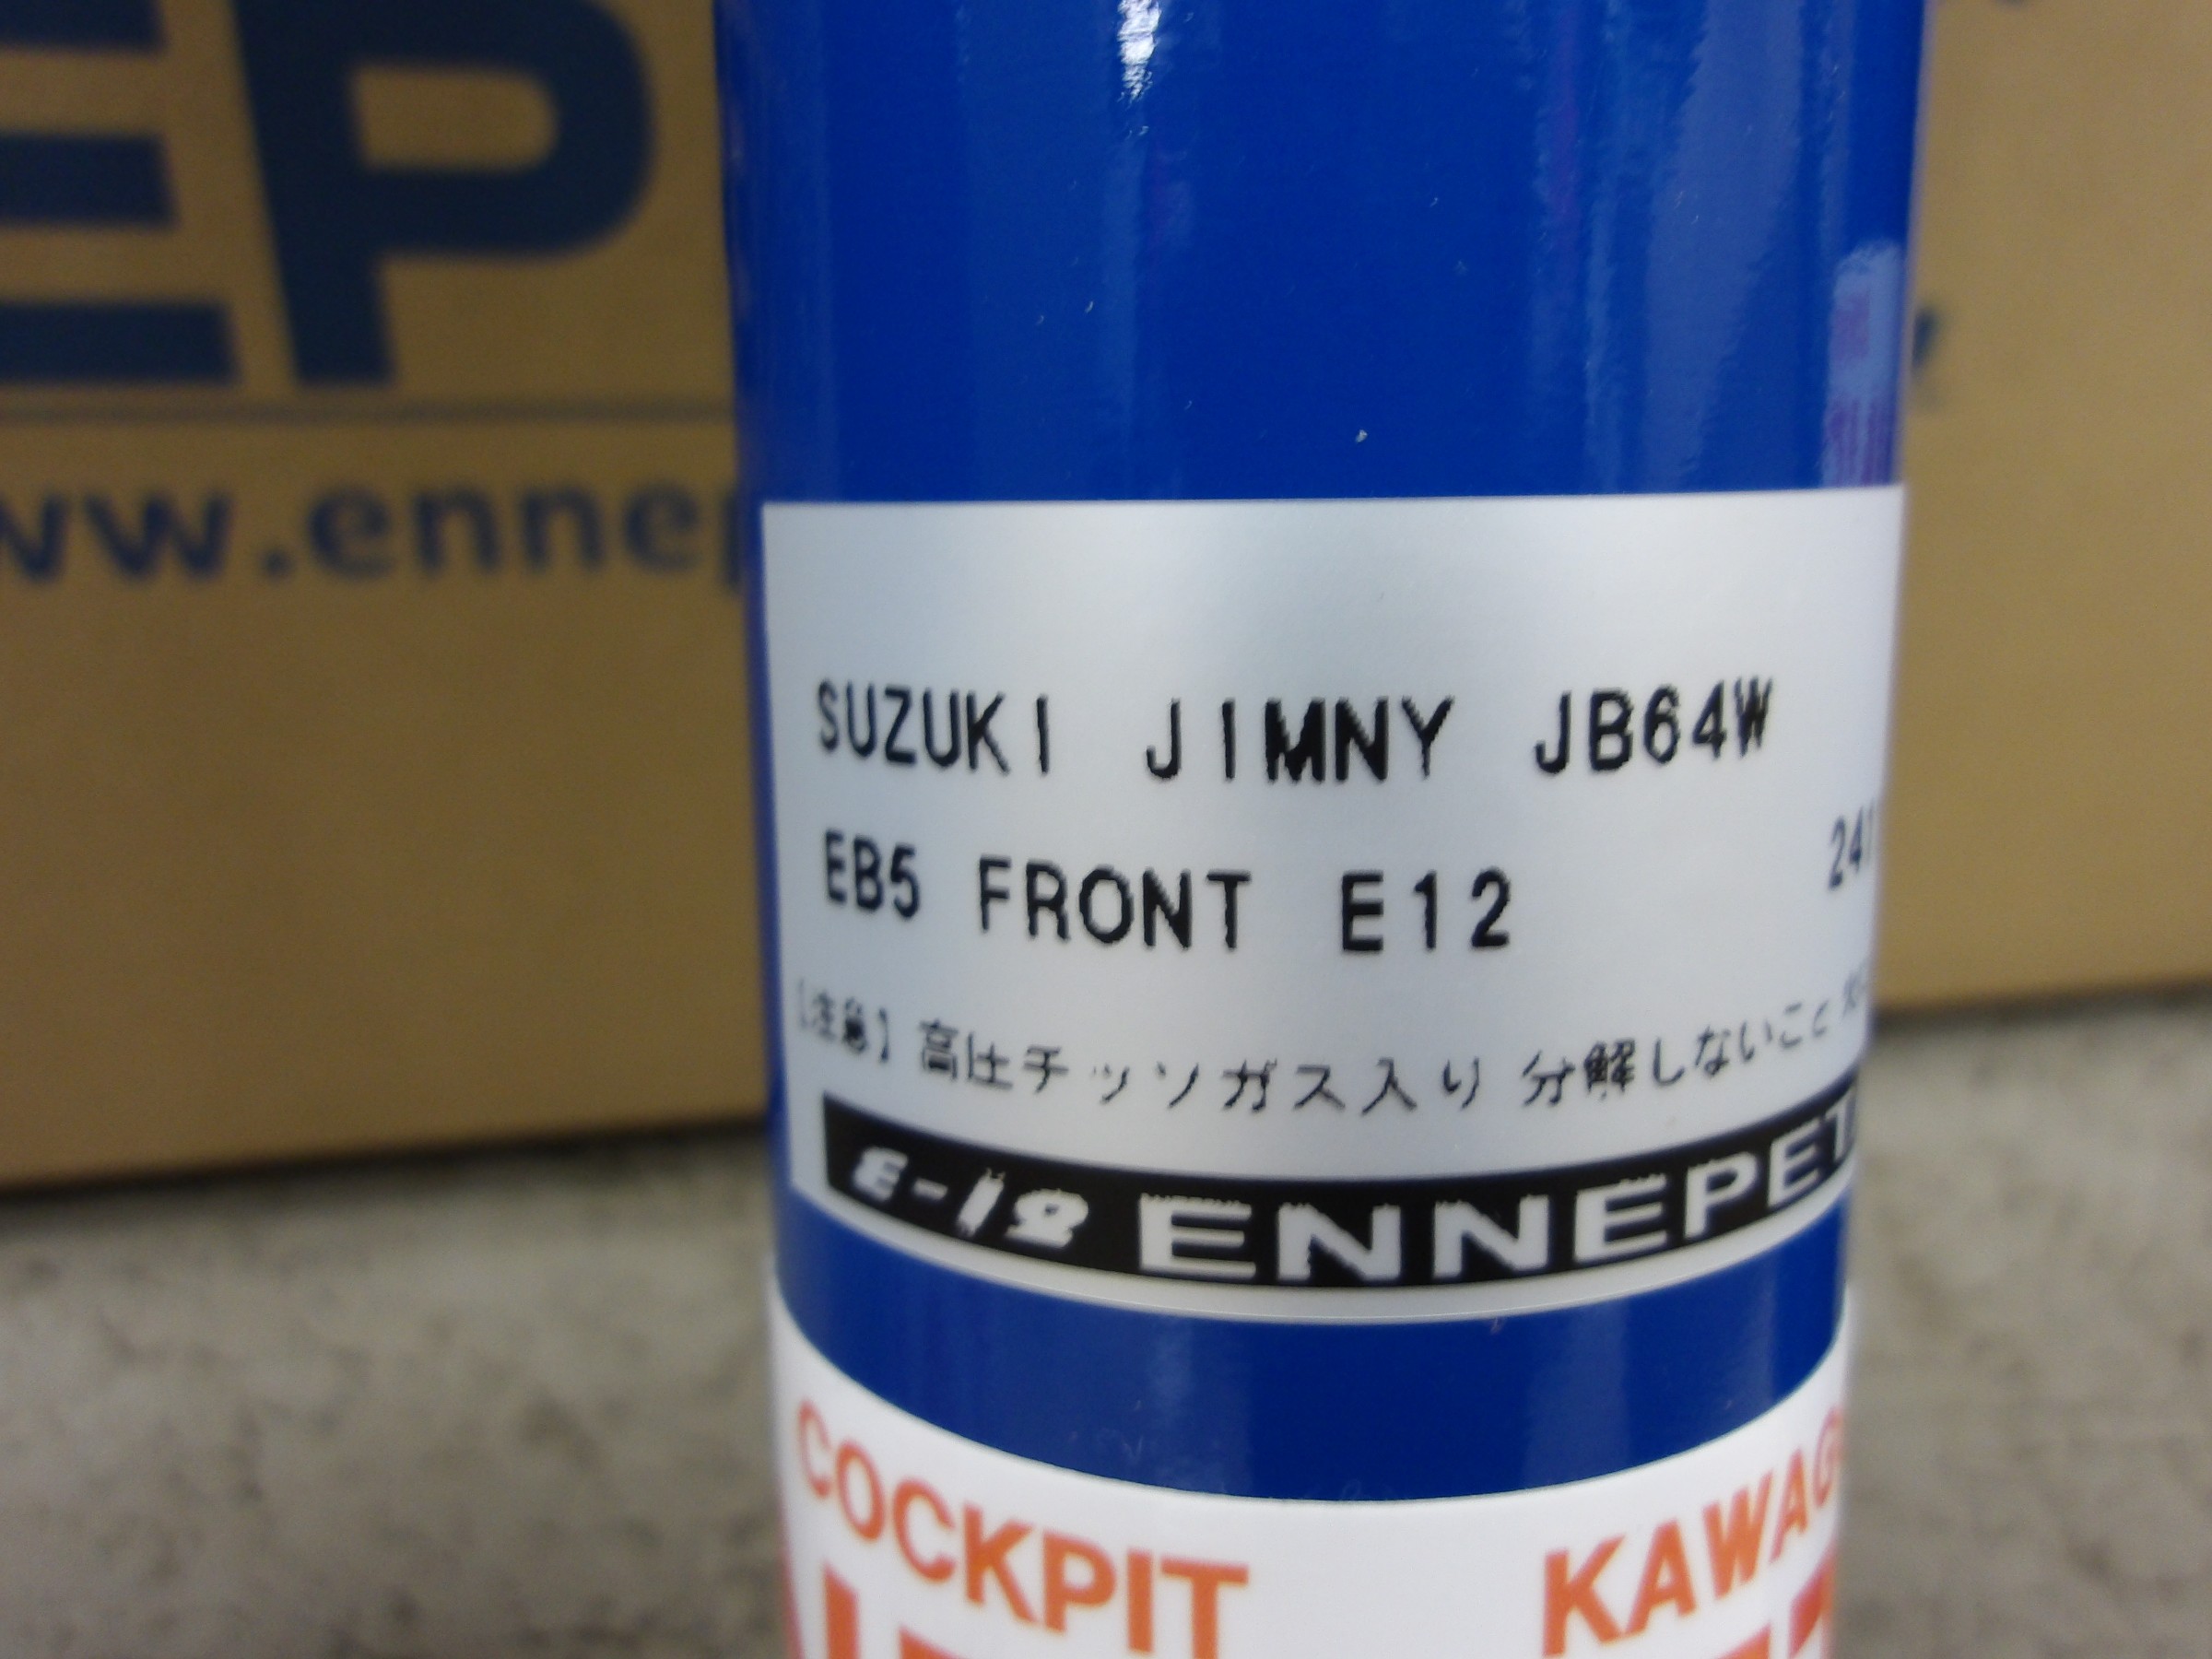 EP
ww.ennep
SUZUKI JIMNY JB64W
EB5 FRONT E12
241
【注意】高圧チッソガス入り 分解しないこと
E-12 ENNEPET
COCKPIT KAWAG